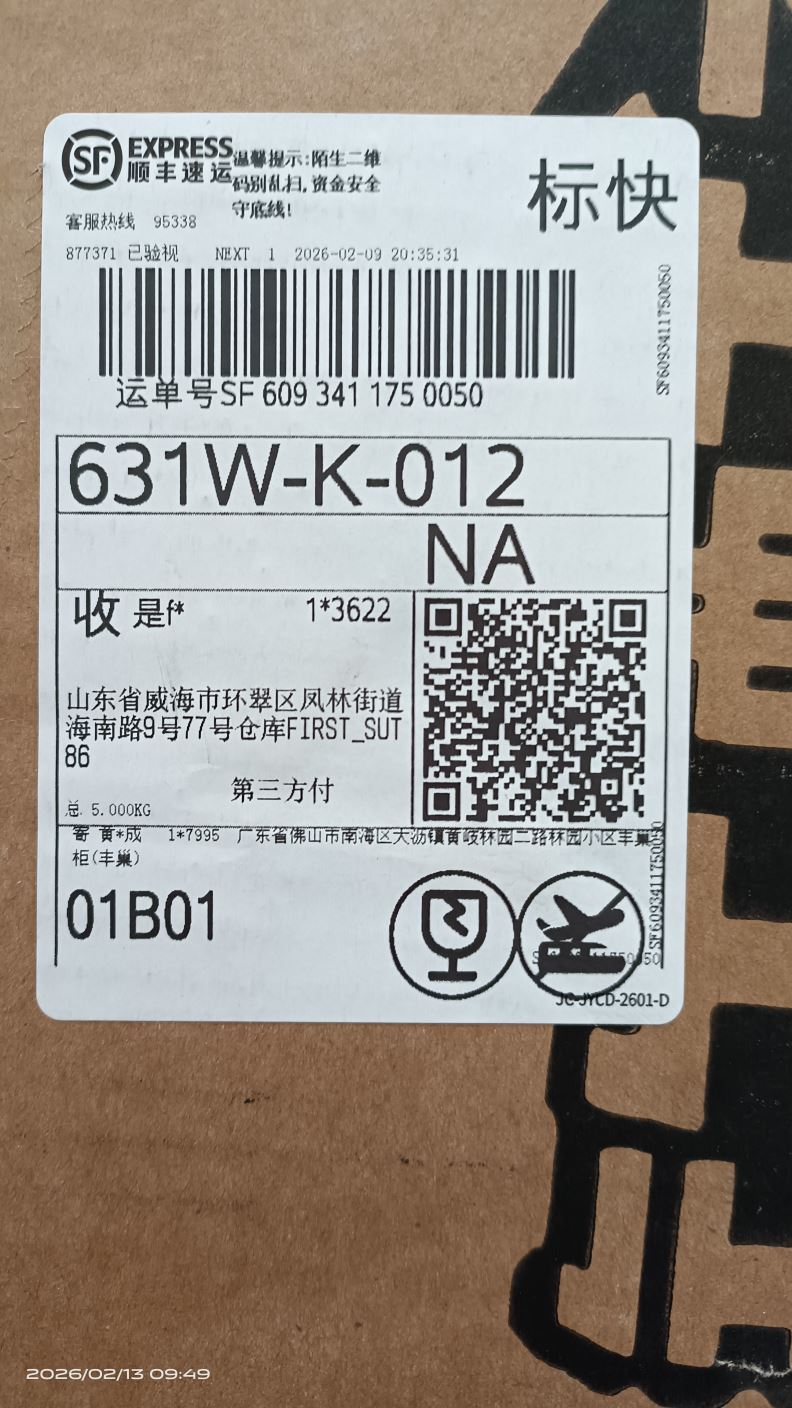 SF EXPRESS
顺丰速运
温馨提示:陌生二维
码别乱扫,资金安全
守底线!
标快
客服热线 95338
877371 已验视 NEXT 1 2026-02-09 20:35:31
SF6093411750050
运单号SF 609 341 175 0050
631W-K-012
NA
收 是f* 1*3622
山东省威海市环翠区凤林街道
海南路9号77号仓库FIRST_SUT
86
第三方付
总 5.000KG
寄 黄*成 1*7995 广东省佛山市南海区大沥镇黄岐林园二路林园小区丰巢
柜(丰巢)
SF6093411750050
01B01
JC-JYCD-2601-D
2026/02/13 09:49